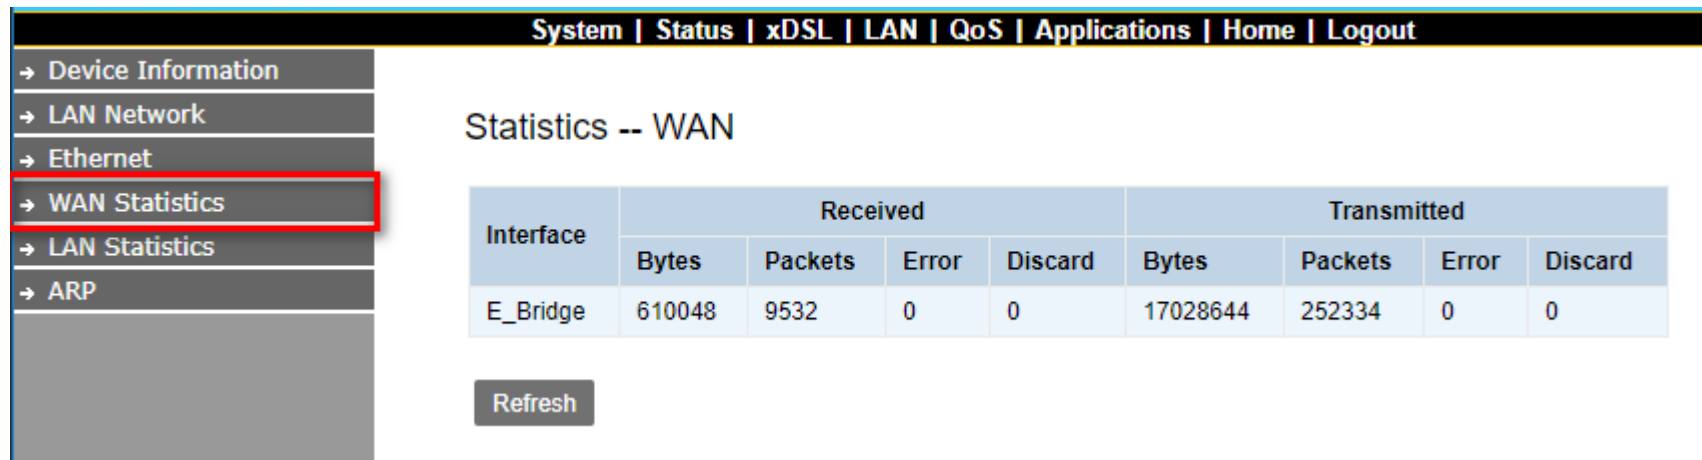 System | Status | xDSL | LAN | QoS | Applications | Home | Logout
→ Device Information
→ LAN Network
→ Ethernet
→ WAN Statistics
→ LAN Statistics
→ ARP
Statistics -- WAN
Interface Received Transmitted
Bytes Packets Error Discard Bytes Packets Error Discard
E_Bridge 610048 9532 0 0 17028644 252334 0 0
Refresh